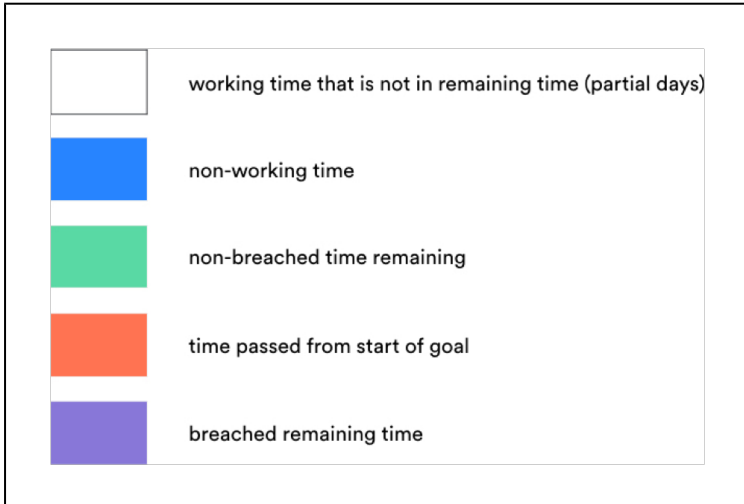 working time that is not in remaining time (partial days)
non-working time
non-breached time remaining
time passed from start of goal
breached remaining time